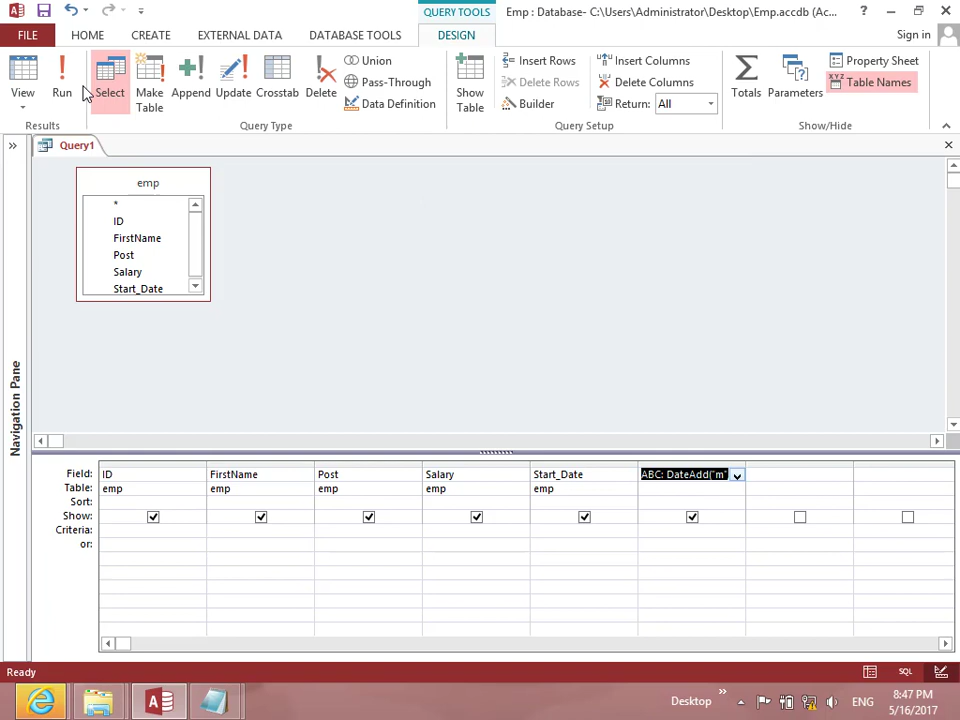 QUERY TOOLS
Emp : Database- C:\Users\Administrator\Desktop\Emp.accdb (Ac...
?
FILE HOME CREATE EXTERNAL DATA DATABASE TOOLS DESIGN
Sign in
View
Run
Select
Make
Table
Append
Update
Crosstab
Delete
Union
Pass-Through
Data Definition
Show
Table
Insert Rows
Delete Rows
Builder
Insert Columns
Delete Columns
Return: All
Totals
Parameters
Property Sheet
XYZ Table Names
Results
Query Type
Query Setup
Show/Hide
Query1
Navigation Pane
emp
*
ID
FirstName
Post
Salary
Start_Date
Field: ID FirstName Post Salary Start_Date ABC: DateAdd("m"
Table: emp emp emp emp emp
Sort:
Show:
Criteria:
or:
Ready
SQL
Desktop
ENG
8:47 PM
5/16/2017